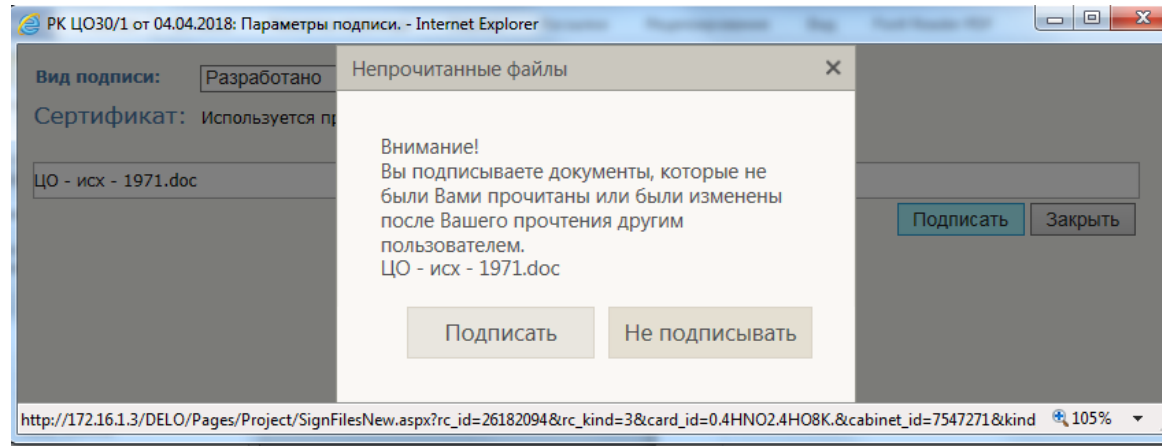 РК ЦО30/1 от 04.04.2018: Параметры подписи. - Internet Explorer
Вид подписи: Разработано
Непрочитанные файлы
Сертификат: Используется
Внимание!
Вы подписываете документы, которые не
были Вами прочитаны или были изменены
после Вашего прочтения другим
пользователем.
ЦО - исх - 1971.doc
ЦО - исх - 1971.doc
Подписать Закрыть
Подписать Не подписывать
http://172.16.1.3/DELO/Pages/Project/SignFilesNew.aspx?rc_id=26182094&rc_kind=3&card_id=0.4HNO2.4HO8K.&cabinet_id=7547271&kind 105%